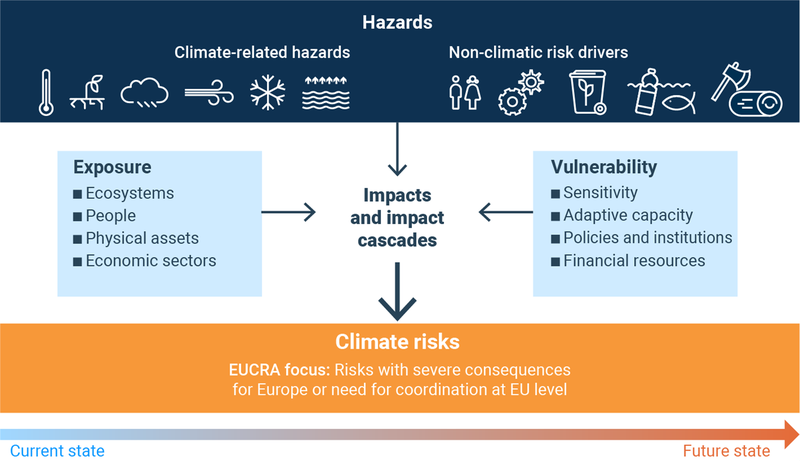 Hazards
Climate-related hazards
Non-climatic risk drivers
Exposure
■ Ecosystems
■ People
■ Physical assets
■ Economic sectors
Impacts
and impact
cascades
Vulnerability
■ Sensitivity
■ Adaptive capacity
■ Policies and institutions
■ Financial resources
Climate risks
EUCRA focus: Risks with severe consequences
for Europe or need for coordination at EU level
Current state
Future state